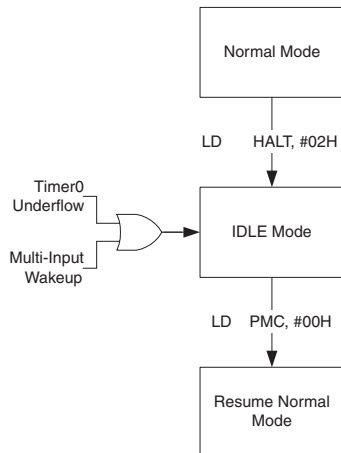 Normal Mode
LD HALT, #02H
Timer0
Underflow
IDLE Mode
Multi-Input
Wakeup
LD PMC, #00H
Resume Normal
Mode